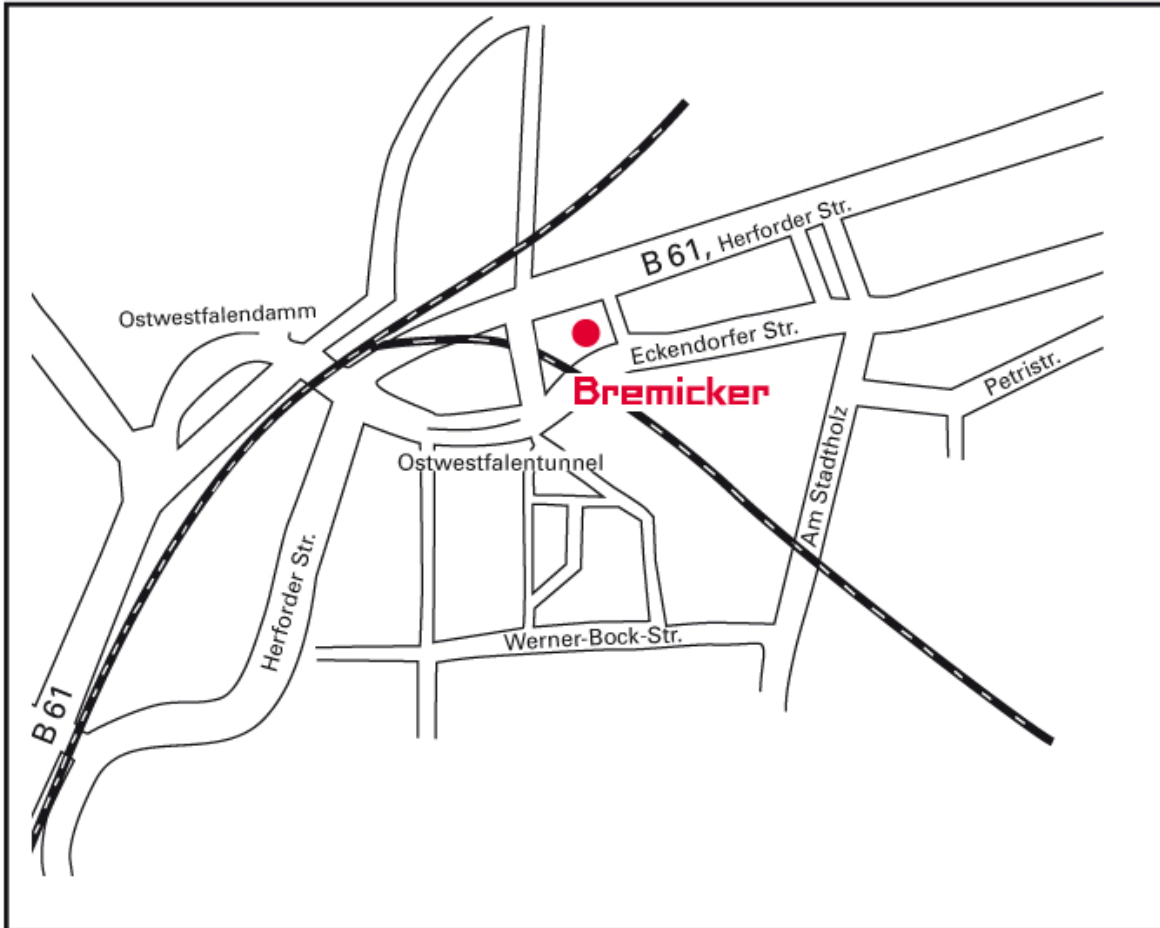 B 61, Herforder Str.
Ostwestfalendamm
Eckendorfer Str.
Petristr.
Bremicker
Ostwestfalentunnel
Am Stadtholz
Herforder Str.
Werner-Bock-Str.
B 61